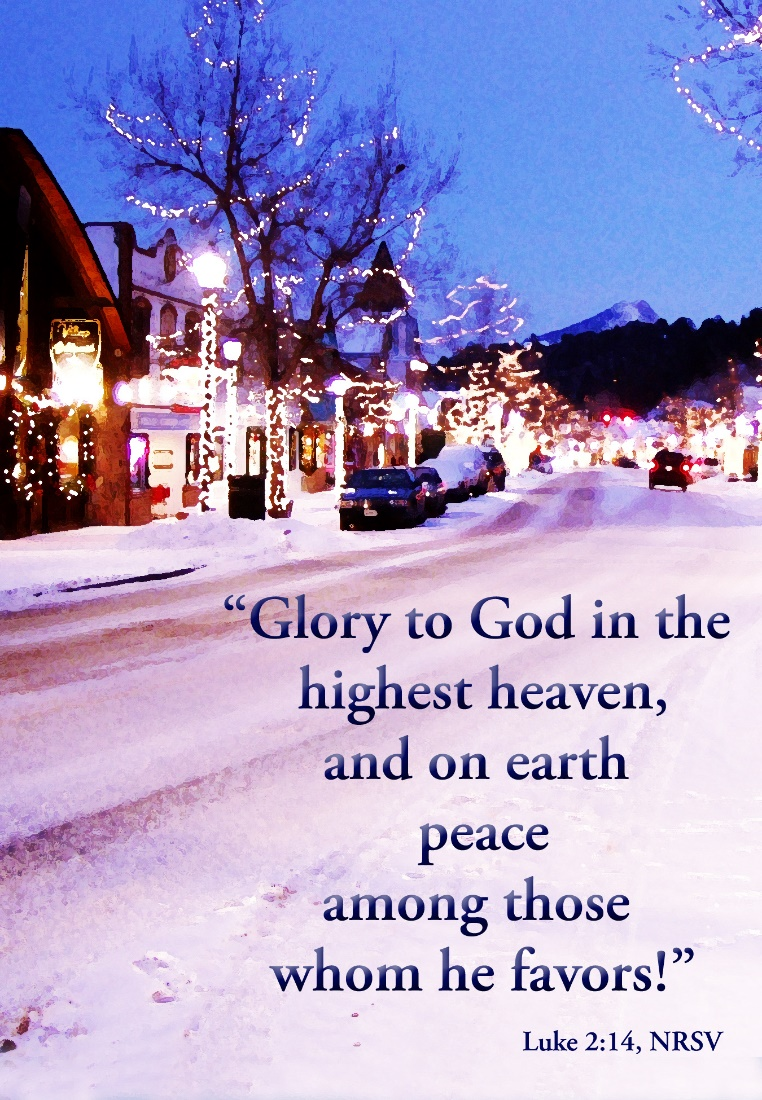 “Glory to God in the
highest heaven,
and on earth
peace
among those
whom he favors!”
Luke 2:14, NRSV